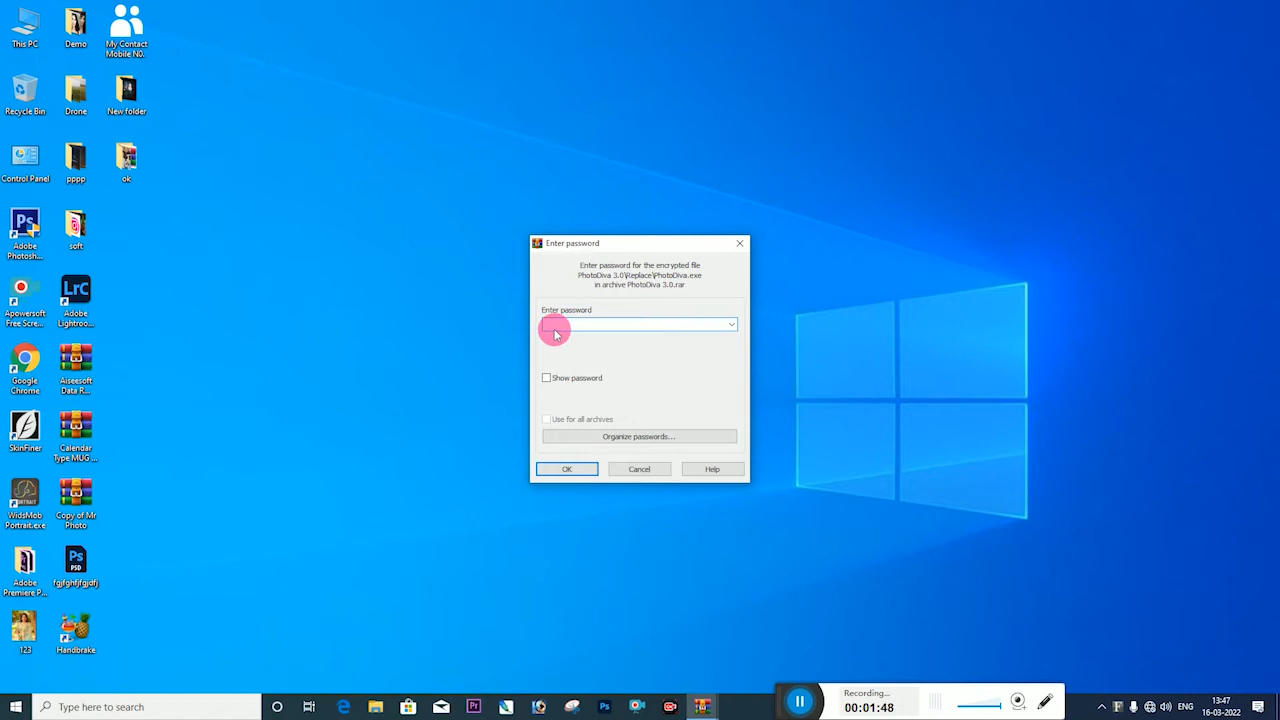 This PC
Demo
My Contact
Mobile N0.
Recycle Bin
Drone
New folder
Control Panel
pppp
ok
Adobe
Photosh...
soft
Apowersoft
Free Scre...
Adobe
Lightroo...
Google
Chrome
Aiseesoft
Data R...
SkinFiner
Calendar
Type MUG ...
WidsMob
Portrait.exe
Copy of Mr
Photo
Adobe
Premiere P...
fgjfghfjfgjdfj
123
Handbrake
Enter password
Enter password for the encrypted file
PhotoDiva 3.0\Replace\PhotoDiva.exe
in archive PhotoDiva 3.0.rar
Enter password
Show password
Use for all archives
Organize passwords...
OK
Cancel
Help
Type here to search
Recording...
00:01:48
ENG
13:47
16-03-2022